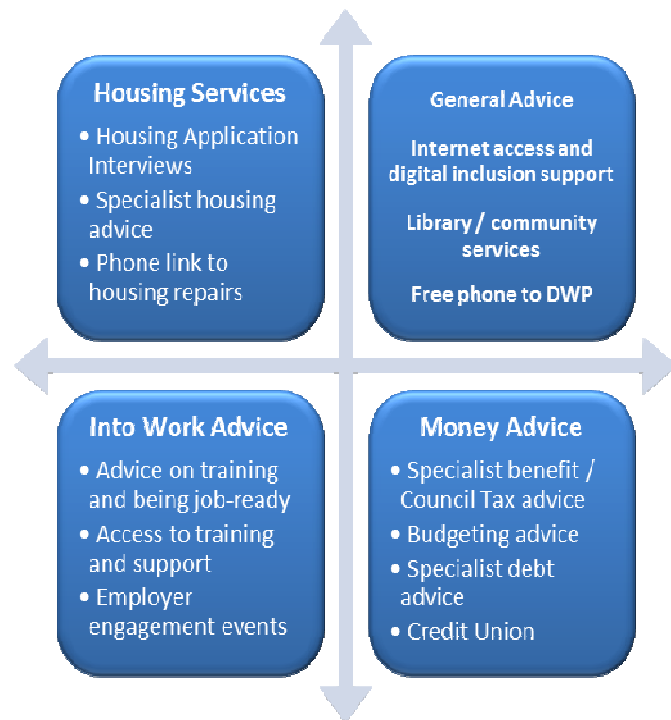 Housing Services
• Housing Application
Interviews
• Specialist housing
advice
• Phone link to
housing repairs
General Advice
Internet access and
digital inclusion support
Library / community
services
Free phone to DWP
Into Work Advice
• Advice on training
and being job-ready
• Access to training
and support
• Employer
engagement events
Money Advice
• Specialist benefit /
Council Tax advice
• Budgeting advice
• Specialist debt
advice
• Credit Union